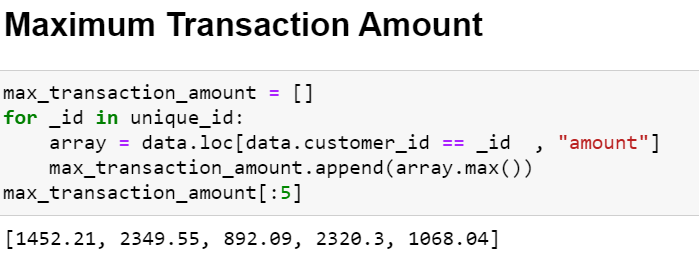 Maximum Transaction Amount
max_transaction_amount = []
for _id in unique_id:
    array = data.loc[data.customer_id == _id  , "amount"]
    max_transaction_amount.append(array.max())
max_transaction_amount[:5]
[1452.21, 2349.55, 892.09, 2320.3, 1068.04]